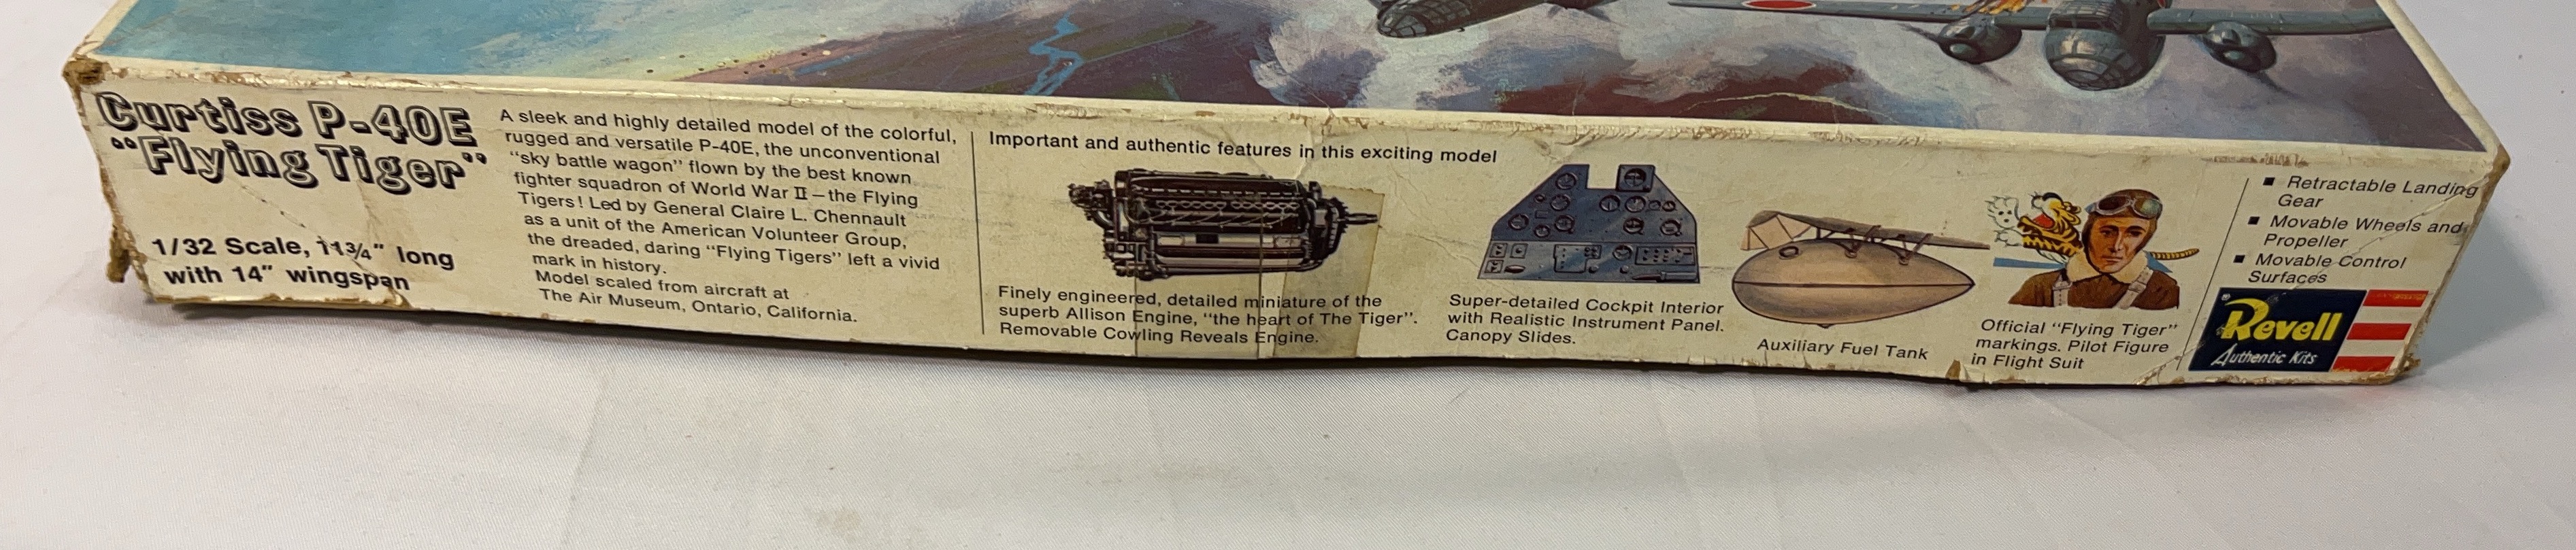 Curtiss P-40E
“Flying Tiger”
1/32 Scale, 11¾” long
with 14” wingspan
A sleek and highly detailed model of the colorful,
rugged and versatile P-40E, the unconventional
“sky battle wagon” flown by the best known
fighter squadron of World War II—the Flying
Tigers! Led by General Claire L. Chennault
as a unit of the American Volunteer Group,
the dreaded, daring “Flying Tigers” left a vivid
mark in history.
Model scaled from aircraft at
The Air Museum, Ontario, California.
Important and authentic features in this exciting model
Finely engineered, detailed miniature of the
superb Allison Engine, “the heart of The Tiger”.
Removable Cowling Reveals Engine.
Super-detailed Cockpit Interior
with Realistic Instrument Panel.
Canopy Slides.
Auxiliary Fuel Tank
Official “Flying Tiger”
markings. Pilot Figure
in Flight Suit
■ Retractable Landing
Gear
■ Movable Wheels and
Propeller
■ Movable Control
Surfaces
Revell
Authentic Kits